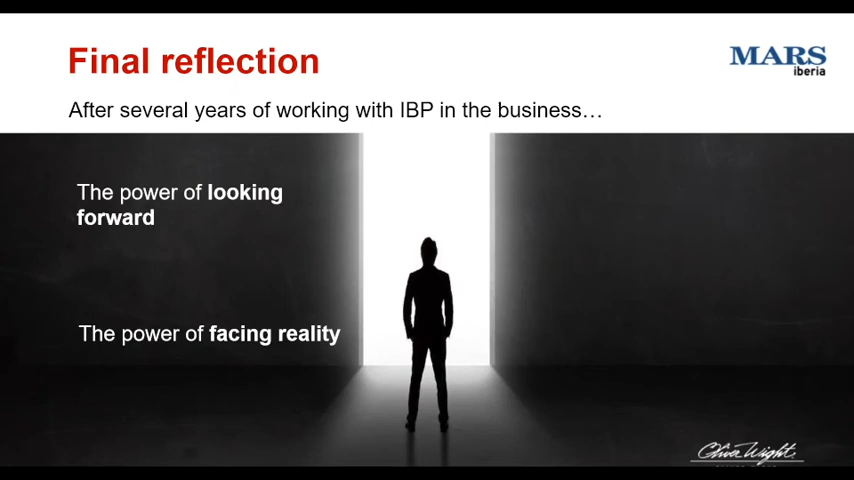 Final reflection
MARS
iberia
After several years of working with IBP in the business…
The power of looking
forward
The power of facing reality
Oliver Wight